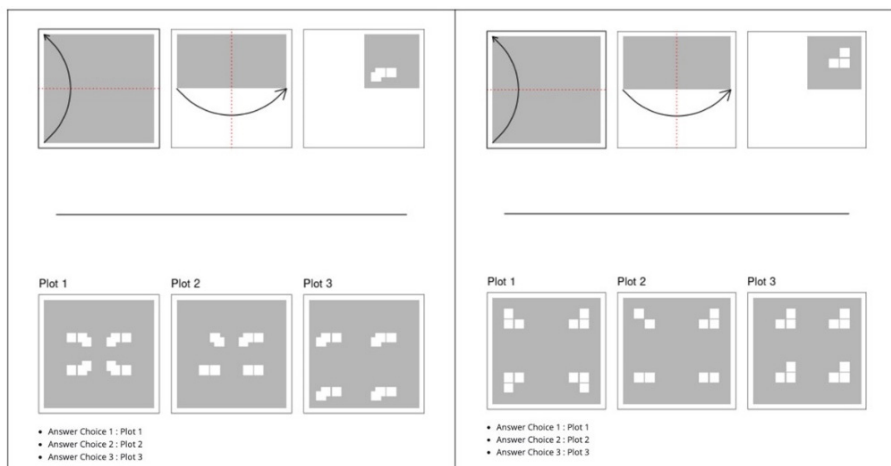 Plot 1
Plot 2
Plot 3
• Answer Choice 1 : Plot 1
• Answer Choice 2 : Plot 2
• Answer Choice 3 : Plot 3
Plot 1
Plot 2
Plot 3
• Answer Choice 1 : Plot 1
• Answer Choice 2 : Plot 2
• Answer Choice 3 : Plot 3